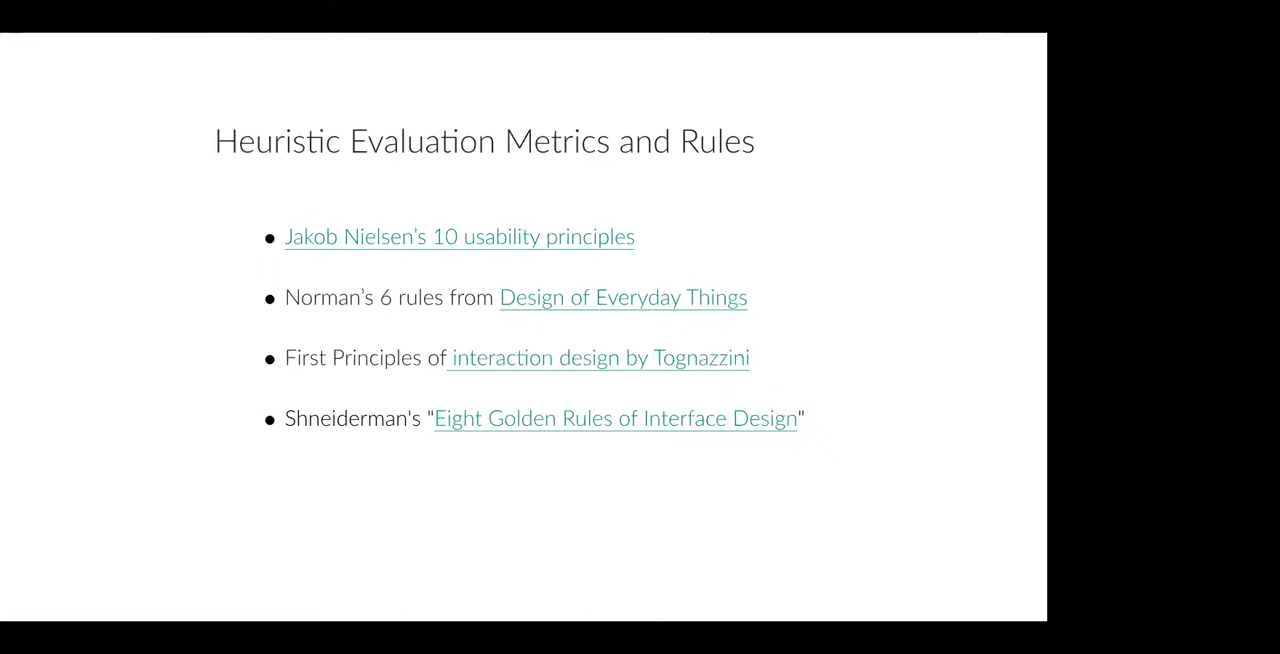 Heuristic Evaluation Metrics and Rules
● Jakob Nielsen’s 10 usability principles
● Norman’s 6 rules from Design of Everyday Things
● First Principles of interaction design by Tognazzini
● Shneiderman's "Eight Golden Rules of Interface Design"